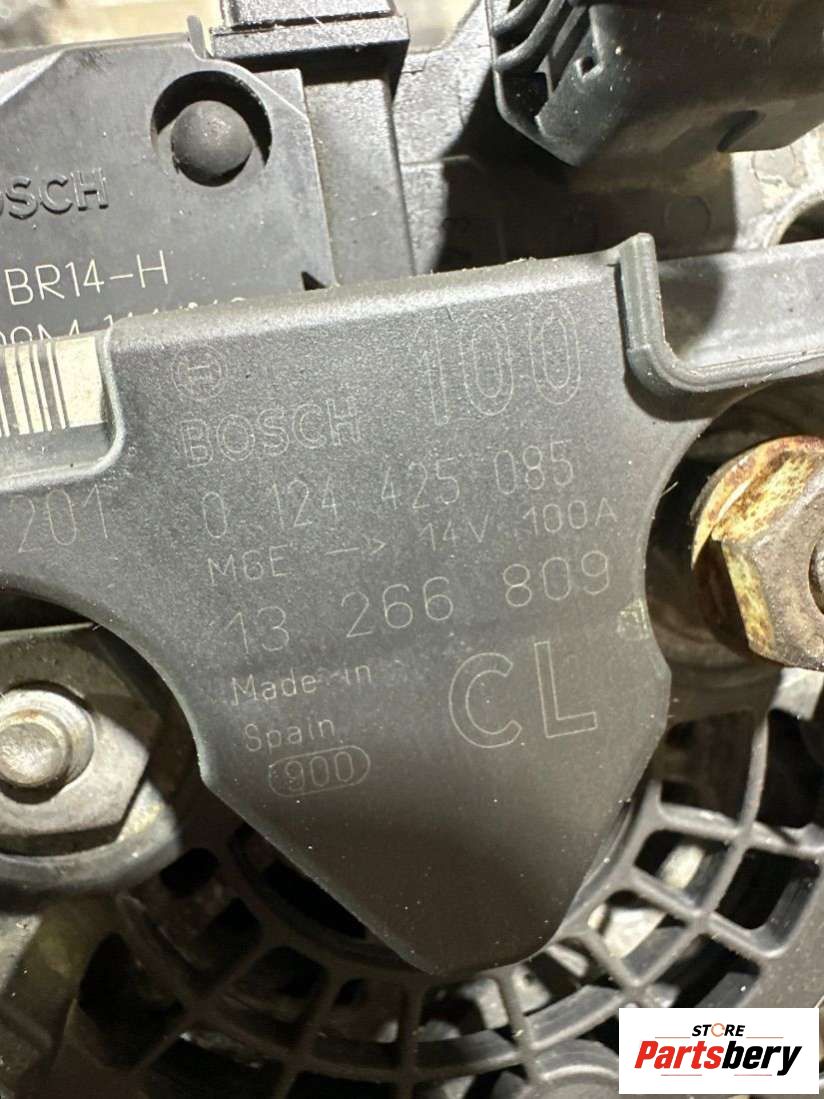 BOSCH
BR14-H
BOSCH 100
201 0 124 425 085
M6E -> 14V 100A
13 266 809
Made in
Spain
CL
900
STORE
Partsbery